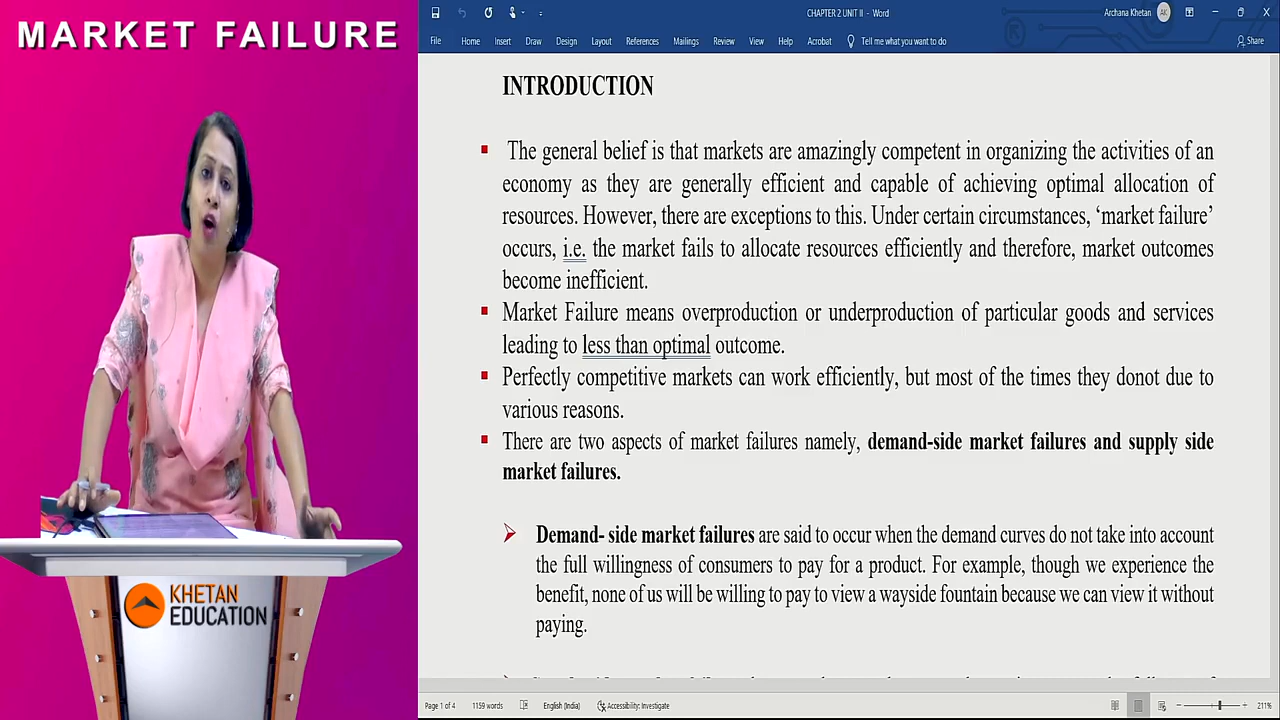 MARKET FAILURE
CHAPTER 2 UNIT II - Word
Archana Khetan
AK
File Home Insert Draw Design Layout References Mailings Review View Help Acrobat Tell me what you want to do
Share
INTRODUCTION
▪ The general belief is that markets are amazingly competent in organizing the activities of an
economy as they are generally efficient and capable of achieving optimal allocation of
resources. However, there are exceptions to this. Under certain circumstances, ‘market failure’
occurs, i.e. the market fails to allocate resources efficiently and therefore, market outcomes
become inefficient.
▪ Market Failure means overproduction or underproduction of particular goods and services
leading to less than optimal outcome.
▪ Perfectly competitive markets can work efficiently, but most of the times they donot due to
various reasons.
▪ There are two aspects of market failures namely, demand-side market failures and supply side
market failures.
➢ Demand- side market failures are said to occur when the demand curves do not take into account
the full willingness of consumers to pay for a product. For example, though we experience the
benefit, none of us will be willing to pay to view a wayside fountain because we can view it without
paying.
KHETAN
EDUCATION
Page 1 of 4 1159 words English (India) Accessibility: Investigate
211%